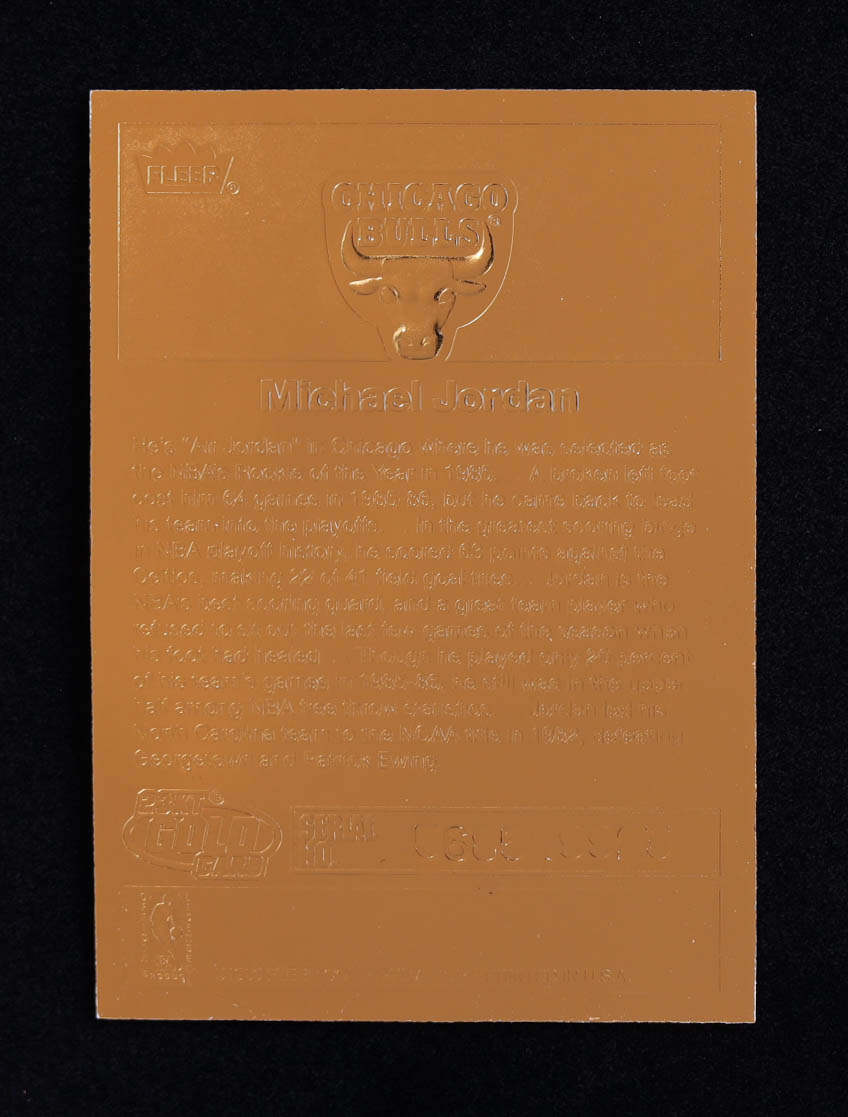 FLEER®
CHICAGO
BULLS®
Michael Jordan
He's "Air Jordan" in Chicago where he was selected as
the NBA's Rookie of the Year in 1985. . . A broken left foot
cost him 64 games in 1985-86, but he came back to lead
his team into the playoffs. . . In the greatest scoring binge
in NBA playoff history, he scored 63 points against the
Celtics, making 22 of 41 field goal tries. . . Jordan is the
NBA's best scoring guard, and a great team player who
refused to sit out the last few games of the season when
his foot had healed. . . Though he played only 20 percent
of his team's games in 1985-86, he still was in the upper
half among NBA free throw statistics. . . Jordan led his
North Carolina team to the NCAA title in 1982, defeating
Georgetown and Patrick Ewing.
23KT®
GOLD
CARD
SERIAL
NO.
U.S.A.